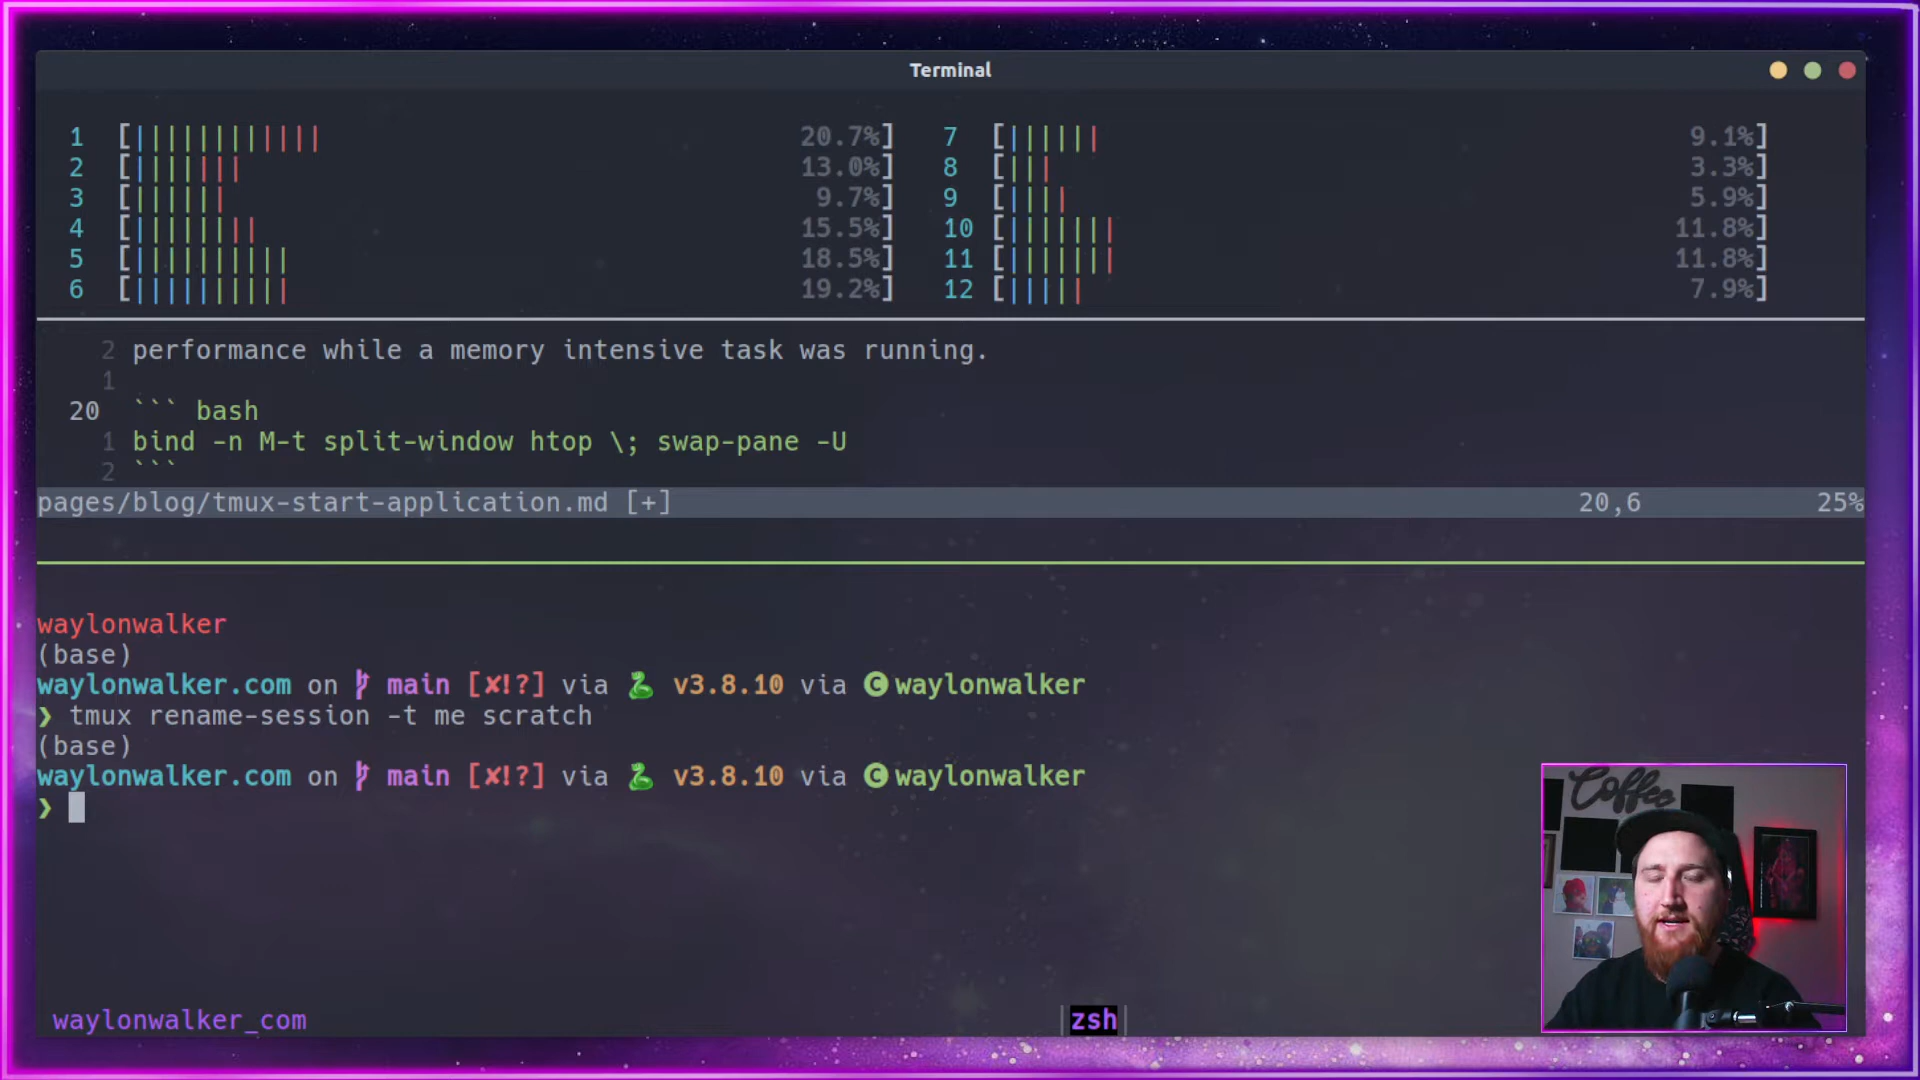 Terminal
1 [||||||||||||20.7%] 7 [||||||9.1%]
2 [|||||||13.0%] 8 [|||3.3%]
3 [||||||9.7%] 9 [||||5.9%]
4 [||||||||15.5%] 10 [|||||||11.8%]
5 [||||||||||18.5%] 11 [|||||||11.8%]
6 [||||||||||19.2%] 12 [|||||7.9%]
2 performance while a memory intensive task was running.
1
20 ``` bash
1 bind -n M-t split-window htop \; swap-pane -U
2 ```
pages/blog/tmux-start-application.md [+] 20,6 25%
waylonwalker
(base)
waylonwalker.com on main [✘!?] via 🐍 v3.8.10 via 🅒 waylonwalker
❯ tmux rename-session -t me scratch
(base)
waylonwalker.com on main [✘!?] via 🐍 v3.8.10 via 🅒 waylonwalker
❯
Coffee
waylonwalker_com |zsh|